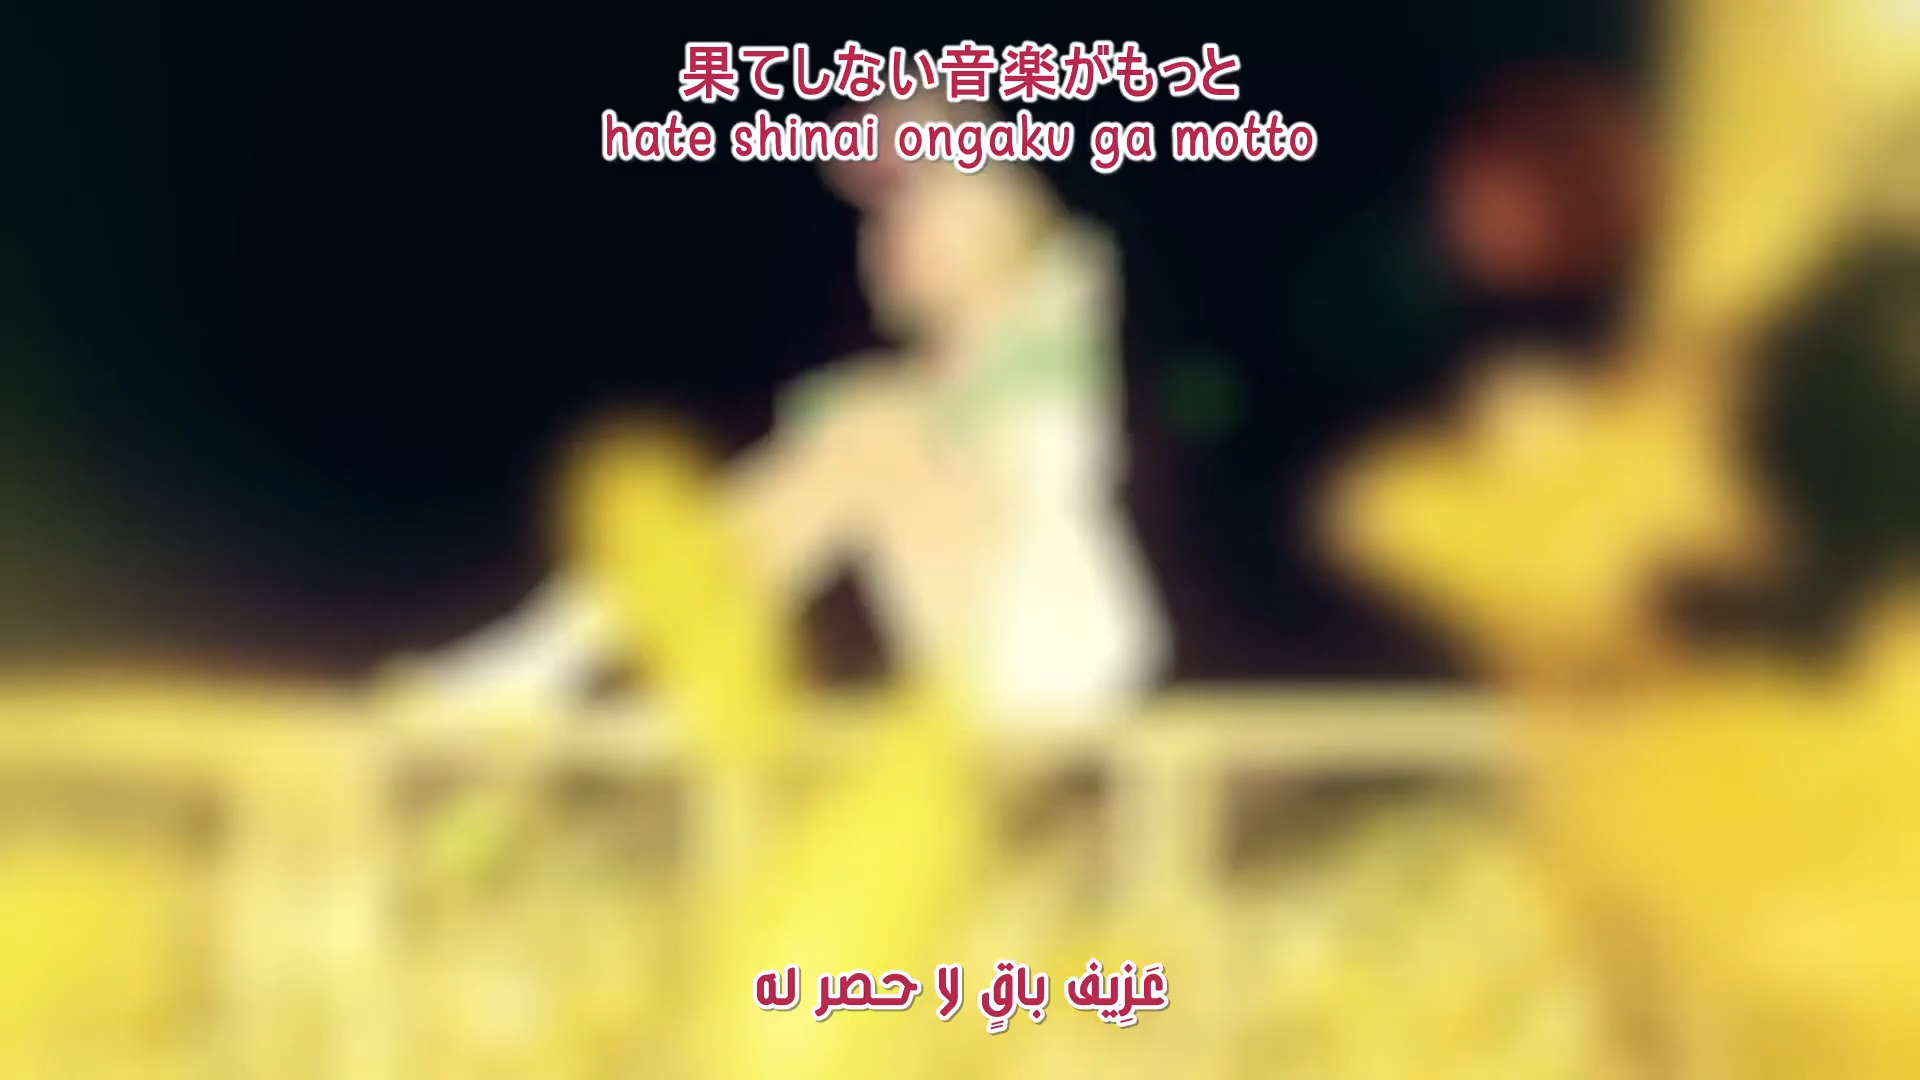 果てしない音楽がもっと
hate shinai ongaku ga motto
عَزِيف باقٍ لا حصر له